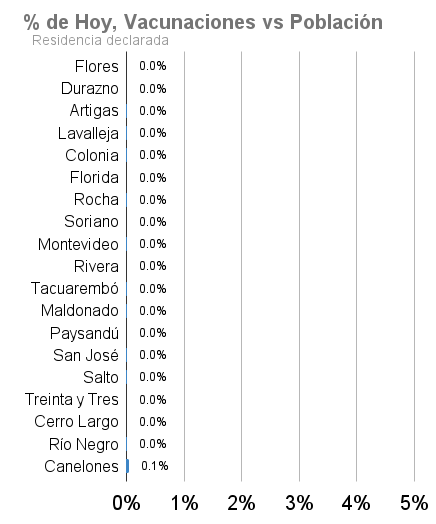 % de Hoy, Vacunaciones vs Población
Residencia declarada
Flores 0.0%
Durazno 0.0%
Artigas 0.0%
Lavalleja 0.0%
Colonia 0.0%
Florida 0.0%
Rocha 0.0%
Soriano 0.0%
Montevideo 0.0%
Rivera 0.0%
Tacuarembó 0.0%
Maldonado 0.0%
Paysandú 0.0%
San José 0.0%
Salto 0.0%
Treinta y Tres 0.0%
Cerro Largo 0.0%
Río Negro 0.0%
Canelones 0.1%
0% 1% 2% 3% 4% 5%